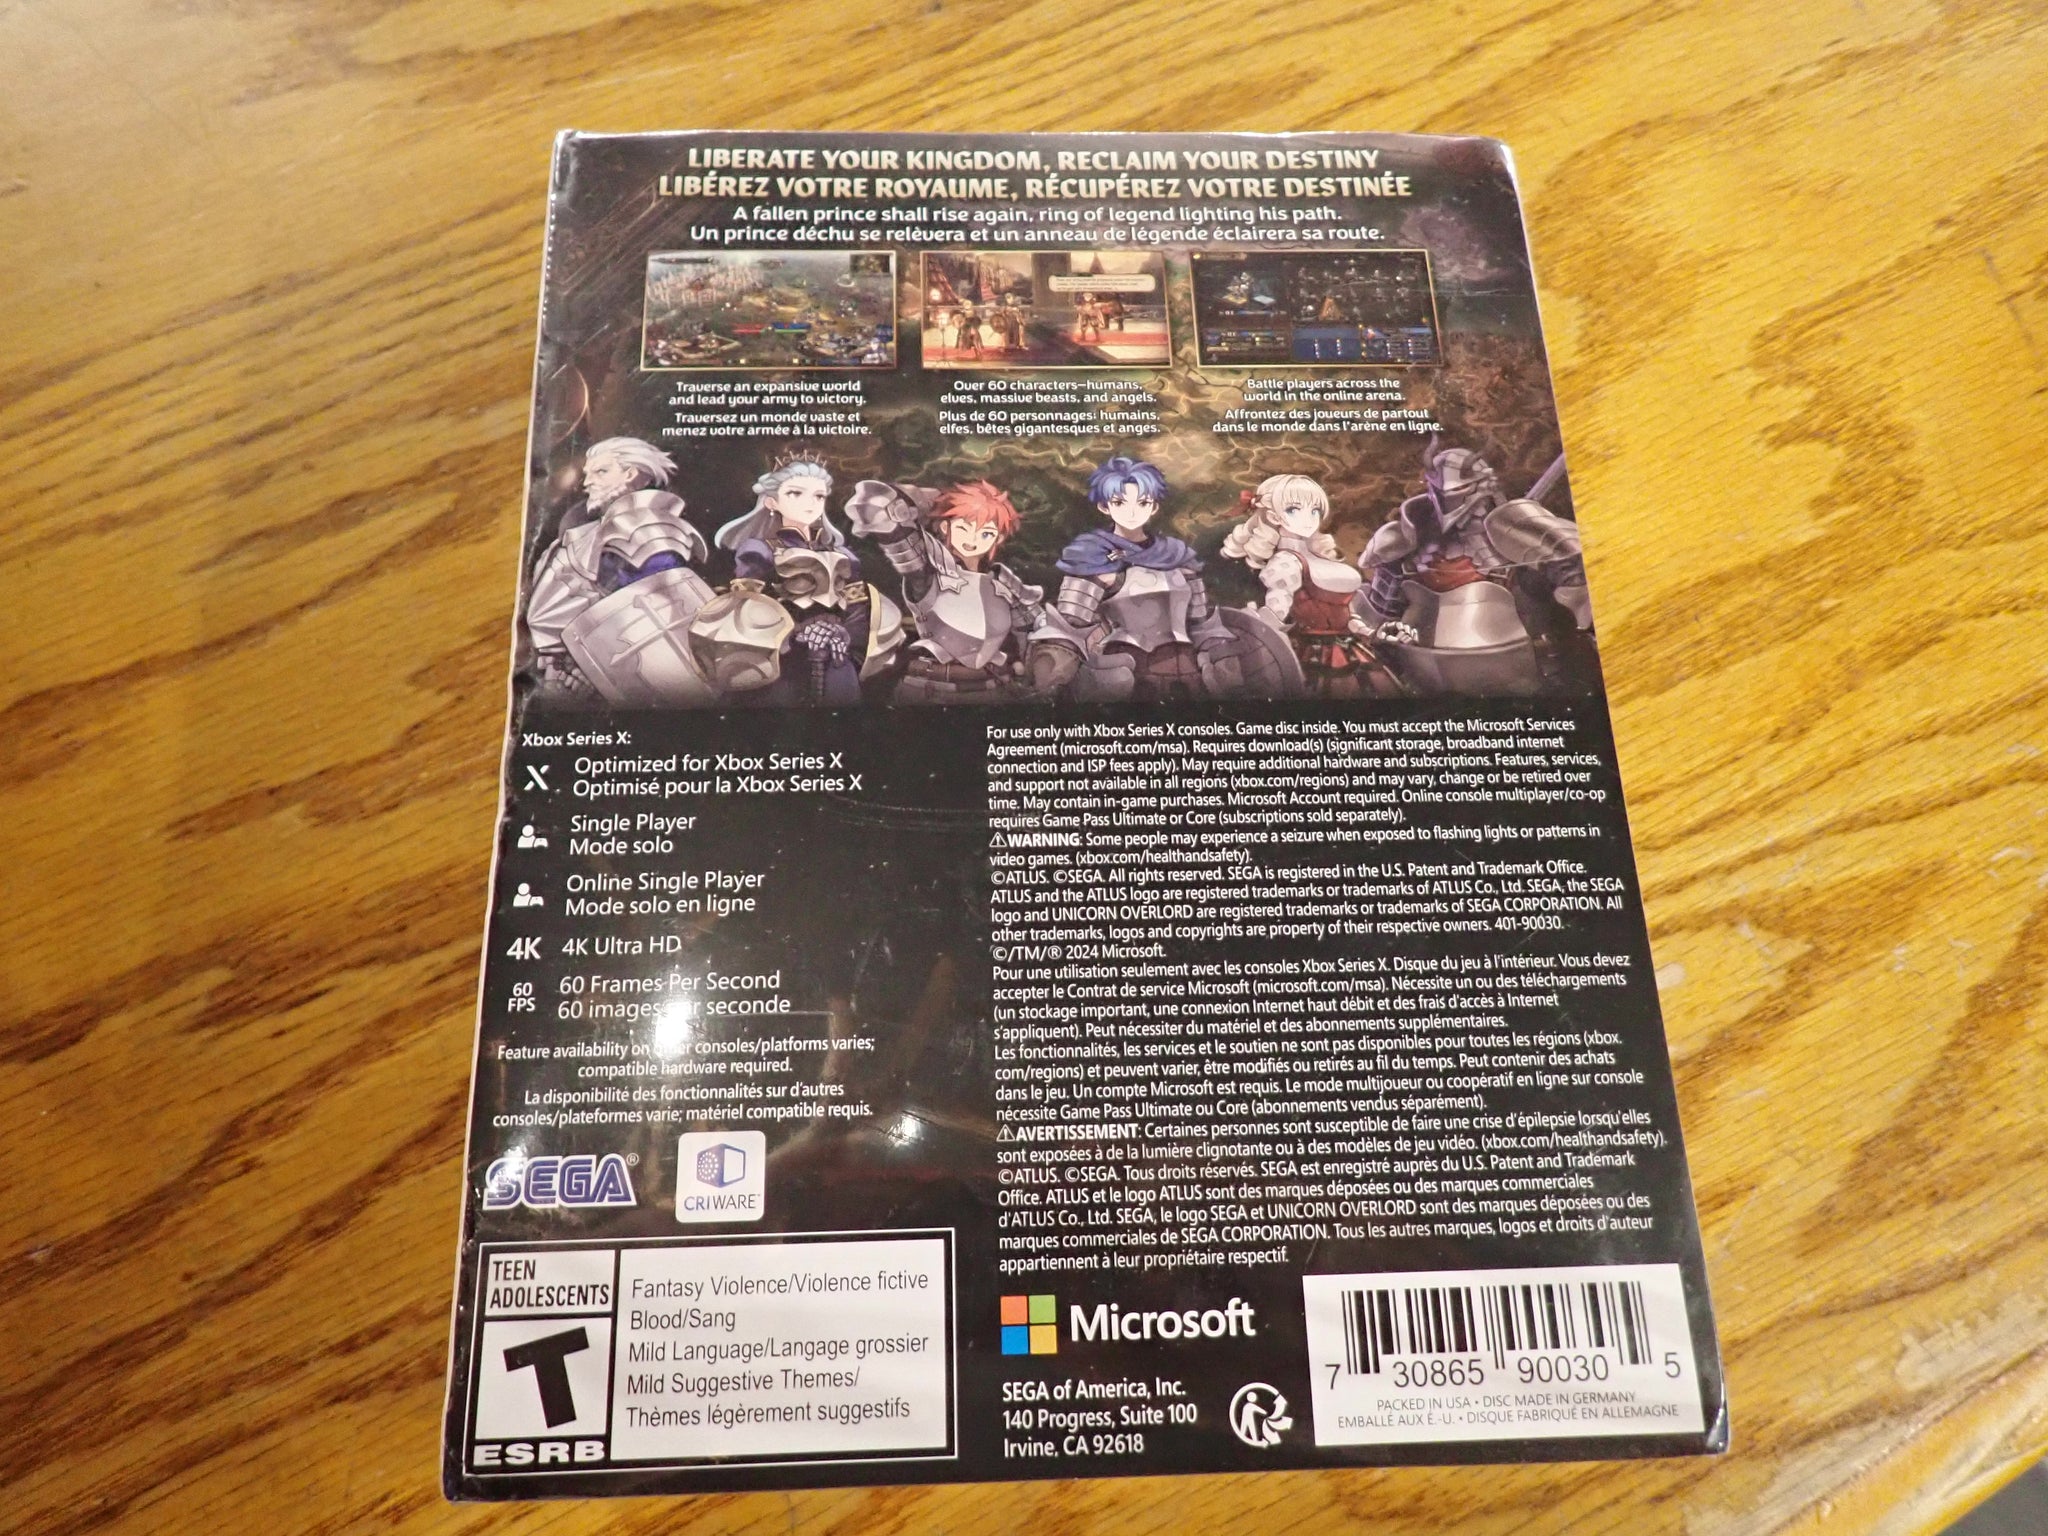 LIBERATE YOUR KINGDOM, RECLAIM YOUR DESTINY
LIBÉREZ VOTRE ROYAUME, RÉCUPÉREZ VOTRE DESTINÉE
A fallen prince shall rise again, ring of legend lighting his path.
Un prince déchu se relèvera et un anneau de légende éclairera sa route.
Traverse an expansive world
and lead your army to victory.
Traversez un monde vaste et
menez votre armée à la victoire.
Over 60 characters—humans,
elves, massive beasts, and angels.
Plus de 60 personnages: humains,
elfes, bêtes gigantesques et anges.
Battle players across the
world in the online arena.
Affrontez des joueurs de partout
dans le monde dans l'arène en ligne.
Xbox Series X:
X Optimized for Xbox Series X
Optimisé pour la Xbox Series X
Single Player
Mode solo
Online Single Player
Mode solo en ligne
4K 4K Ultra HD
60 FPS 60 Frames Per Second
60 images seconde
Feature availability on consoles/platforms varies;
compatible hardware required.
La disponibilité des fonctionnalités sur d'autres
consoles/plateformes varie; matériel compatible requis.
SEGA®
CRIWARE™
TEEN
ADOLESCENTS
T
ESRB
Fantasy Violence/Violence fictive
Blood/Sang
Mild Language/Langage grossier
Mild Suggestive Themes/
Thèmes légèrement suggestifs
For use only with Xbox Series X consoles. Game disc inside. You must accept the Microsoft Services
Agreement (microsoft.com/msa). Requires download(s) (significant storage, broadband internet
connection and ISP fees apply). May require additional hardware and subscriptions. Features, services,
and support not available in all regions (xbox.com/regions) and may vary, change or be retired over
time. May contain in-game purchases. Microsoft Account required. Online console multiplayer/co-op
requires Game Pass Ultimate or Core (subscriptions sold separately).
⚠WARNING: Some people may experience a seizure when exposed to flashing lights or patterns in
video games. (xbox.com/healthandsafety).
©ATLUS. ©SEGA. All rights reserved. SEGA is registered in the U.S. Patent and Trademark Office.
ATLUS and the ATLUS logo are registered trademarks or trademarks of ATLUS Co., Ltd. SEGA, the SEGA
logo and UNICORN OVERLORD are registered trademarks or trademarks of SEGA CORPORATION. All
other trademarks, logos and copyrights are property of their respective owners. 401-90030.
©/TM/® 2024 Microsoft.
Pour une utilisation seulement avec les consoles Xbox Series X. Disque du jeu à l'intérieur. Vous devez
accepter le Contrat de service Microsoft (microsoft.com/msa). Nécessite un ou des téléchargements
(un stockage important, une connexion Internet haut débit et des frais d'accès à Internet
s'appliquent). Peut nécessiter du matériel et des abonnements supplémentaires.
Les fonctionnalités, les services et le soutien ne sont pas disponibles pour toutes les régions (xbox.
com/regions) et peuvent varier, être modifiés ou retirés au fil du temps. Peut contenir des achats
dans le jeu. Un compte Microsoft est requis. Le mode multijoueur ou coopératif en ligne sur console
nécessite Game Pass Ultimate ou Core (abonnements vendus séparément).
⚠AVERTISSEMENT: Certaines personnes sont susceptible de faire une crise d'épilepsie lorsqu'elles
sont exposées à de la lumière clignotante ou à des modèles de jeu vidéo. (xbox.com/healthandsafety).
©ATLUS. ©SEGA. Tous droits réservés. SEGA est enregistré auprès du U.S. Patent and Trademark
Office. ATLUS et le logo ATLUS sont des marques déposées ou des marques commerciales
d'ATLUS Co., Ltd. SEGA, le logo SEGA et UNICORN OVERLORD sont des marques déposées ou des
marques commerciales de SEGA CORPORATION. Tous les autres marques, logos et droits d'auteur
appartiennent à leur propriétaire respectif.
Microsoft
SEGA of America, Inc.
140 Progress, Suite 100
Irvine, CA 92618
7 30865 90030 5
PACKED IN USA • DISC MADE IN GERMANY
EMBALLÉ AUX É.-U. • DISQUE FABRIQUÉ EN ALLEMAGNE